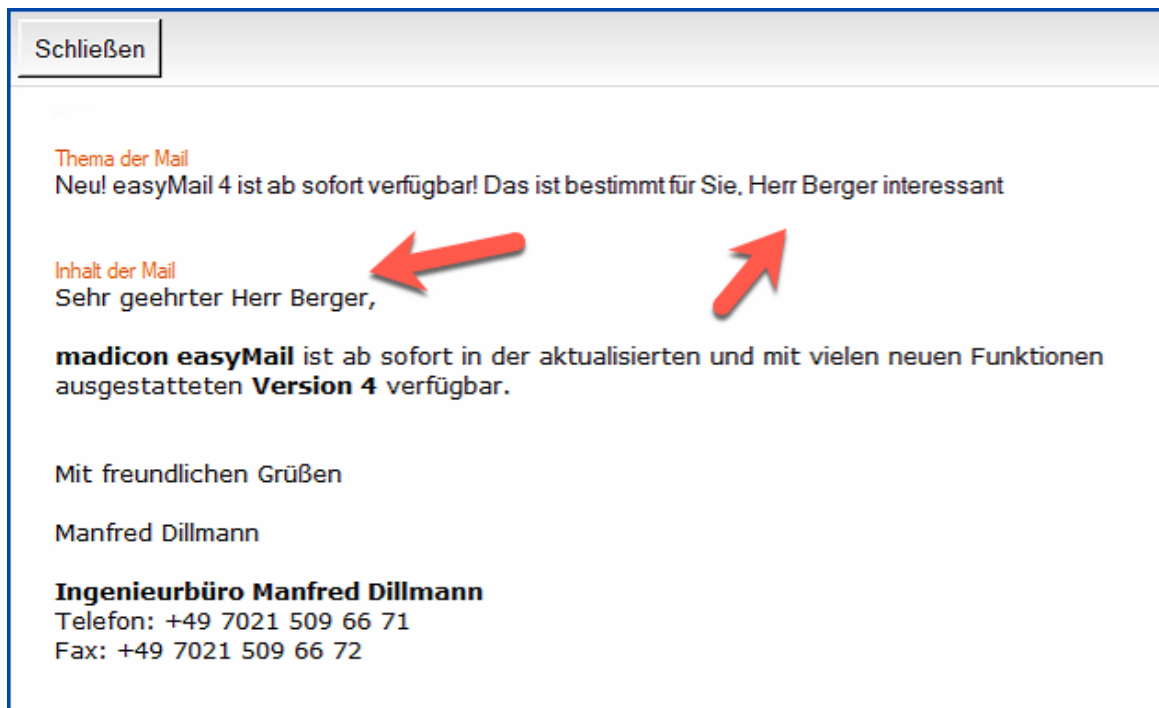 Schließen
Thema der Mail
Neu! easyMail 4 ist ab sofort verfügbar! Das ist bestimmt für Sie, Herr Berger interessant
Inhalt der Mail
Sehr geehrter Herr Berger,
madicon easyMail ist ab sofort in der aktualisierten und mit vielen neuen Funktionen
ausgestatteten Version 4 verfügbar.
Mit freundlichen Grüßen
Manfred Dillmann
Ingenieurbüro Manfred Dillmann
Telefon: +49 7021 509 66 71
Fax: +49 7021 509 66 72